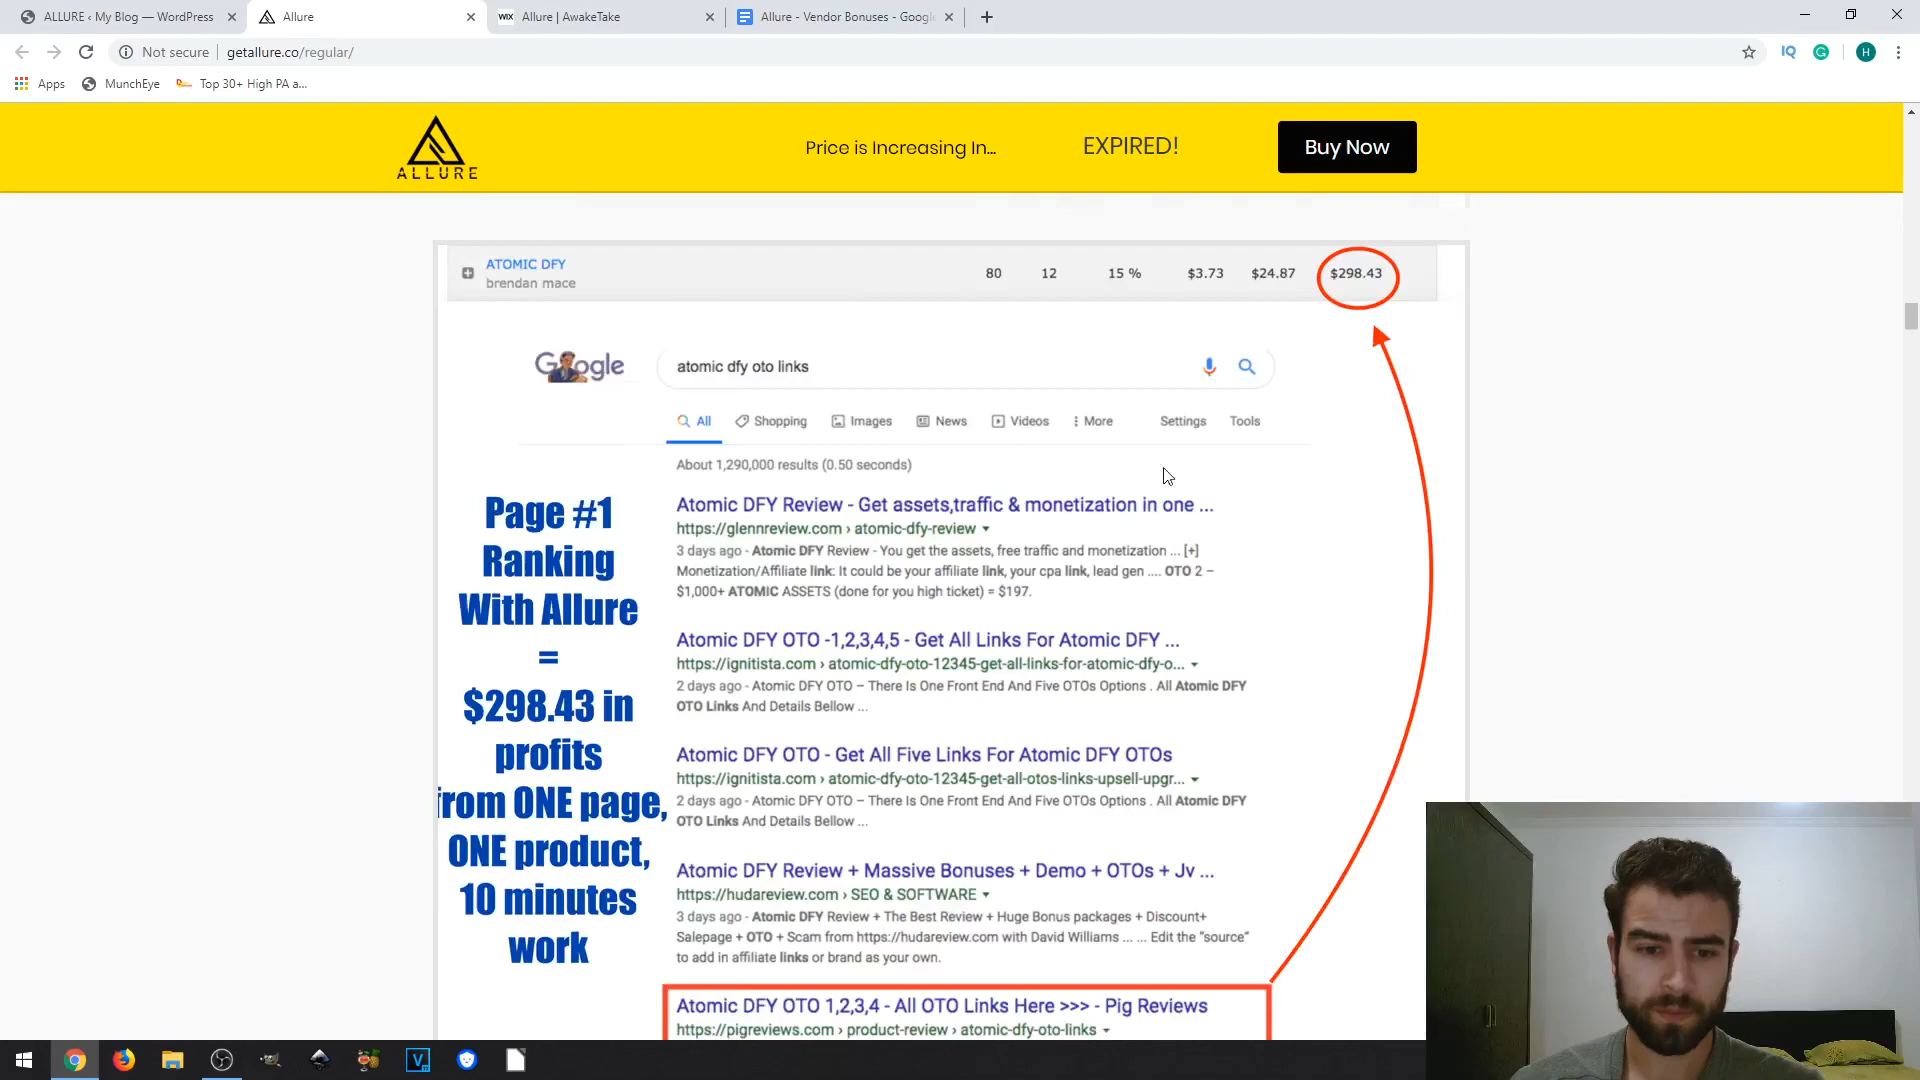 ALLURE ‹ My Blog — WordPress
Allure
WIX Allure | AwakeTake
Allure - Vendor Bonuses - Google
Not secure | getallure.co/regular/
IQ
G
H
Apps
MunchEye
Top 30+ High PA a...
ALLURE
Price is Increasing In...
EXPIRED!
Buy Now
ATOMIC DFY
brendan mace
80 12 15 % $3.73 $24.87 $298.43
Google
atomic dfy oto links
All Shopping Images News Videos More Settings Tools
About 1,290,000 results (0.50 seconds)
Atomic DFY Review - Get assets,traffic & monetization in one ...
https://glennreview.com › atomic-dfy-review
3 days ago - Atomic DFY Review - You get the assets, free traffic and monetization ... [+]
Monetization/Affiliate link: It could be your affiliate link, your cpa link, lead gen .... OTO 2 –
$1,000+ ATOMIC ASSETS (done for you high ticket) = $197.
Atomic DFY OTO -1,2,3,4,5 - Get All Links For Atomic DFY ...
https://ignitista.com › atomic-dfy-oto-12345-get-all-links-for-atomic-dfy-o...
2 days ago - Atomic DFY OTO – There Is One Front End And Five OTOs Options . All Atomic DFY
OTO Links And Details Bellow ...
Atomic DFY OTO - Get All Five Links For Atomic DFY OTOs
https://ignitista.com › atomic-dfy-oto-12345-get-all-otos-links-upsell-upgr...
2 days ago - Atomic DFY OTO – There Is One Front End And Five OTOs Options . All Atomic DFY
OTO Links And Details Bellow ...
Atomic DFY Review + Massive Bonuses + Demo + OTOs + Jv ...
https://hudareview.com › SEO & SOFTWARE
3 days ago - Atomic DFY Review + The Best Review + Huge Bonus packages + Discount+
Salepage + OTO + Scam from https://hudareview.com with David Williams ... ... Edit the "source"
to add in affiliate links or brand as your own.
Atomic DFY OTO 1,2,3,4 - All OTO Links Here >>> - Pig Reviews
https://pigreviews.com › product-review › atomic-dfy-oto-links
Page #1
Ranking
With Allure
=
$298.43 in
profits
from ONE page,
ONE product,
10 minutes
work
V